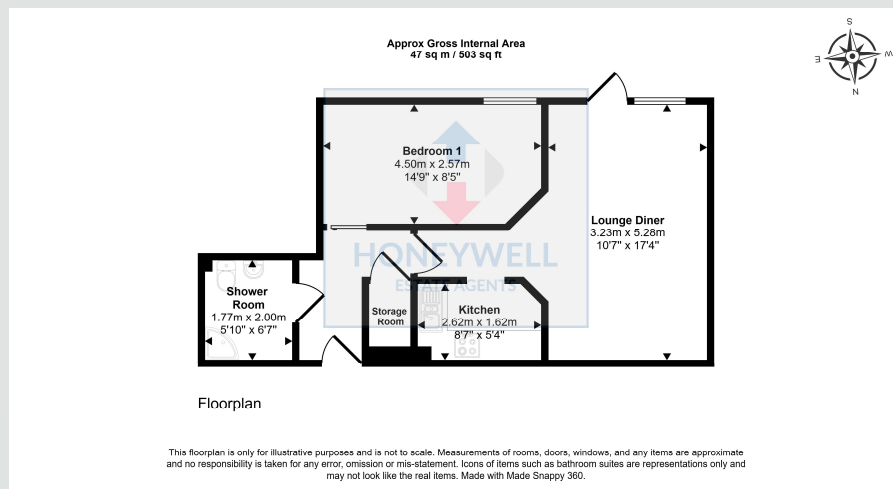 Approx Gross Internal Area
47 sq m / 503 sq ft
S
E
W
N
Bedroom 1
4.50m x 2.57m
14'9" x 8'5"
Lounge Diner
3.23m x 5.28m
10'7" x 17'4"
HONEYWELL
ESTATE AGENTS
Shower
Room
1.77m x 2.00m
5'10" x 6'7"
Storage
Room
Kitchen
2.62m x 1.62m
8'7" x 5'4"
Floorplan
This floorplan is only for illustrative purposes and is not to scale. Measurements of rooms, doors, windows, and any items are approximate
and no responsibility is taken for any error, omission or mis-statement. Icons of items such as bathroom suites are representations only and
may not look like the real items. Made with Made Snappy 360.